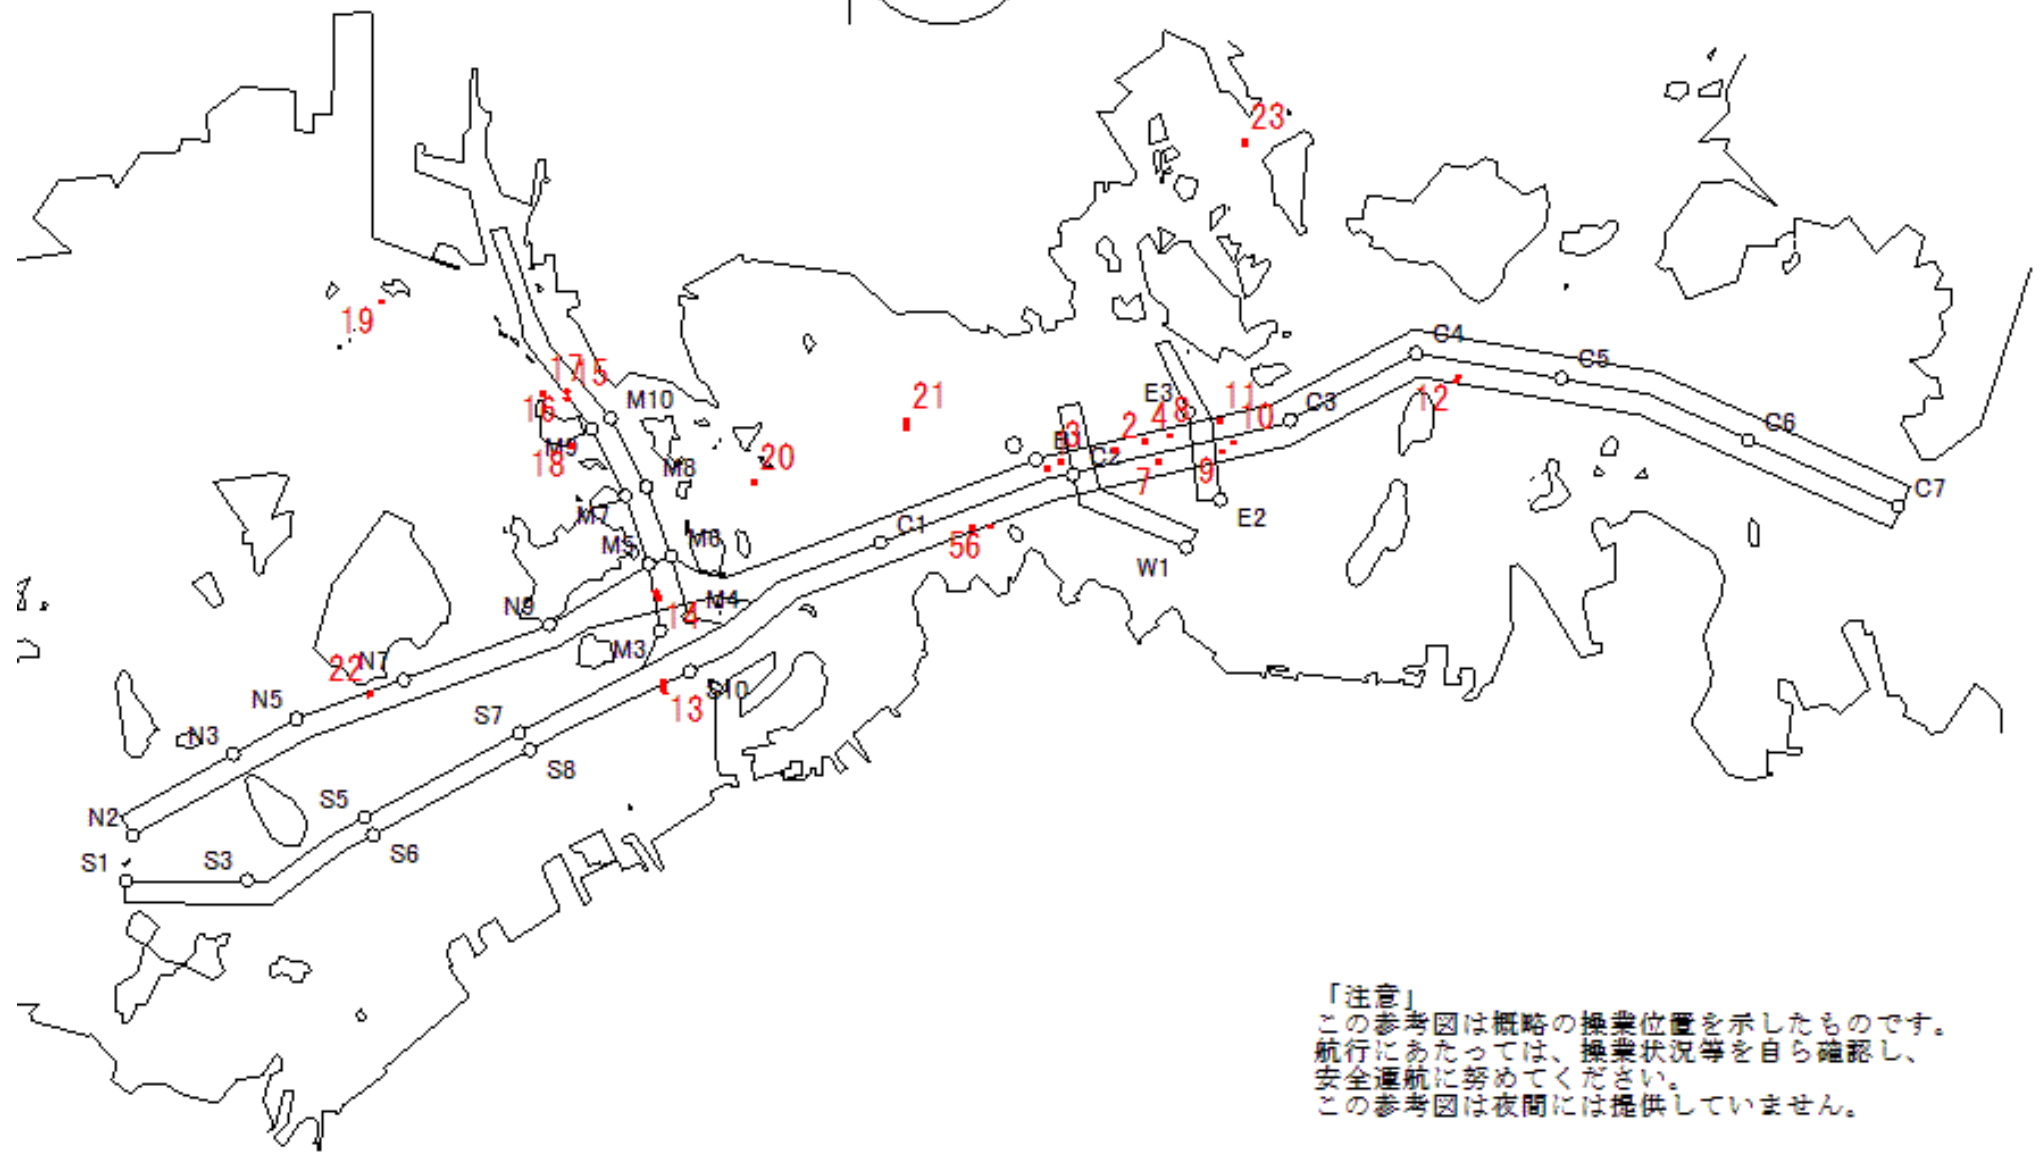 23
19
C4
C5
17
15
12
16
M10
21
E3
11
4
8
10
C3
2
3
C6
M9
18
M8
20
C2
7
9
C7
E2
M7
C1
M5
M6
56
W1
N9
M4
14
M3
22
N7
S10
13
N5
S7
N3
S8
S5
N2
S6
S1
S3
「注意」
この参考図は概略の操業位置を示したものです。
航行にあたっては、操業状況等を自ら確認し、
安全運航に努めてください。
この参考図は夜間には提供していません。